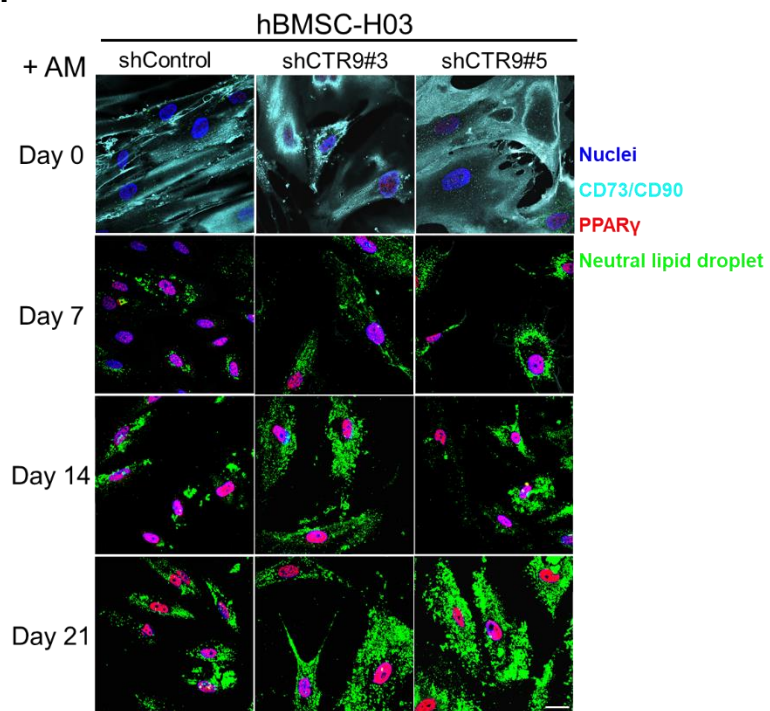 hBMSC-H03
+ AM
shControl
shCTR9#3
shCTR9#5
Day 0
Nuclei
CD73/CD90
PPARγ
Neutral lipid droplet
Day 7
Day 14
Day 21